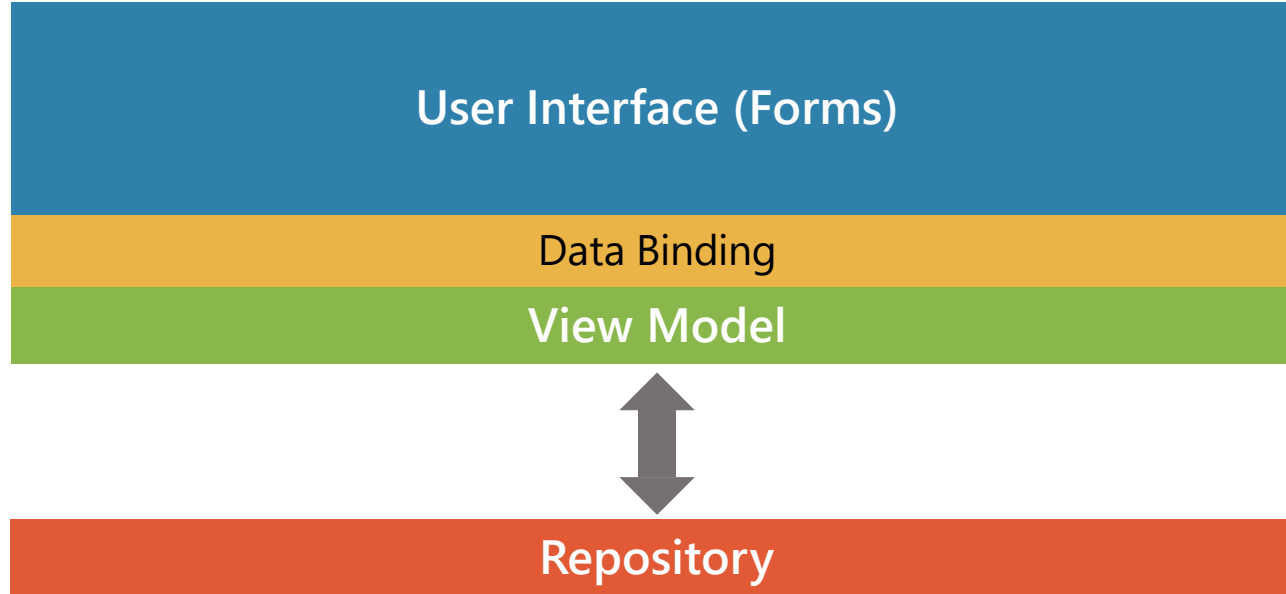 User Interface (Forms)
Data Binding
View Model
Repository